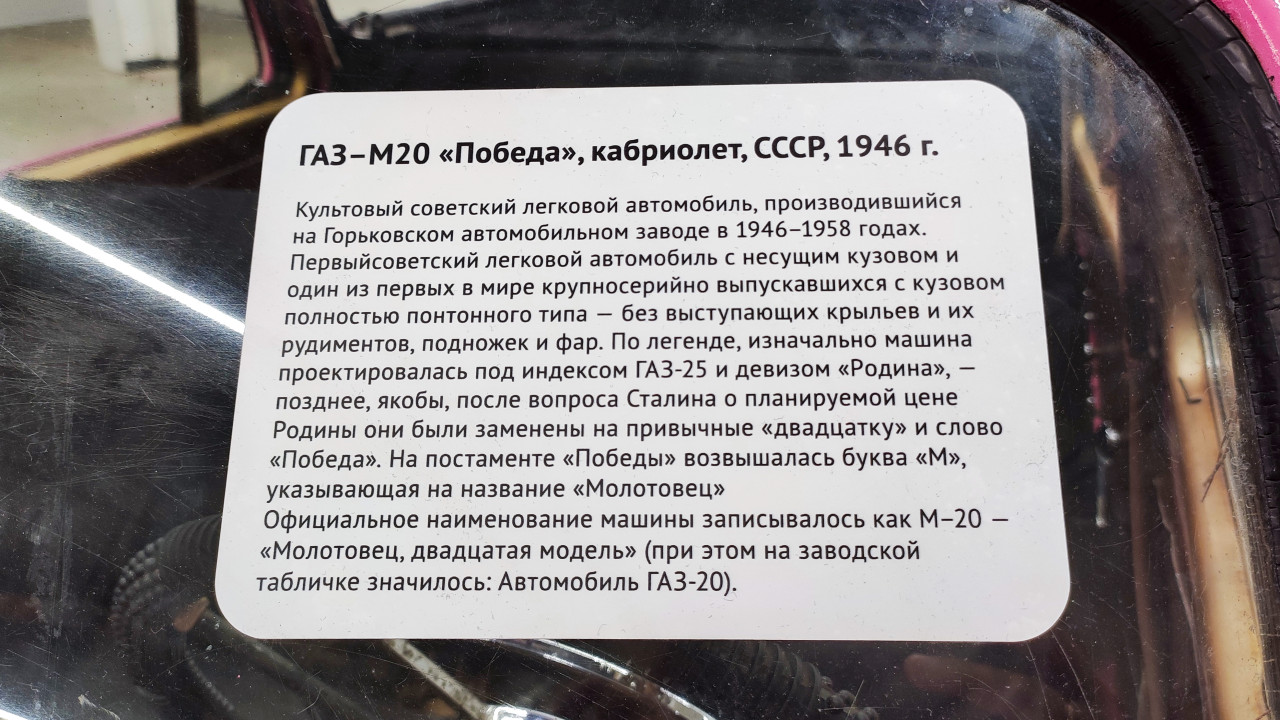 ГАЗ–М20 «Победа», кабриолет, СССР, 1946 г.
Культовый советский легковой автомобиль, производившийся
на Горьковском автомобильном заводе в 1946–1958 годах.
Первыйсоветский легковой автомобиль с несущим кузовом и
один из первых в мире крупносерийно выпускавшихся с кузовом
полностью понтонного типа — без выступающих крыльев и их
рудиментов, подножек и фар. По легенде, изначально машина
проектировалась под индексом ГАЗ-25 и девизом «Родина», —
позднее, якобы, после вопроса Сталина о планируемой цене
Родины они были заменены на привычные «двадцатку» и слово
«Победа». На постаменте «Победы» возвышалась буква «М»,
указывающая на название «Молотовец»
Официальное наименование машины записывалось как М–20 —
«Молотовец, двадцатая модель» (при этом на заводской
табличке значилось: Автомобиль ГАЗ-20).